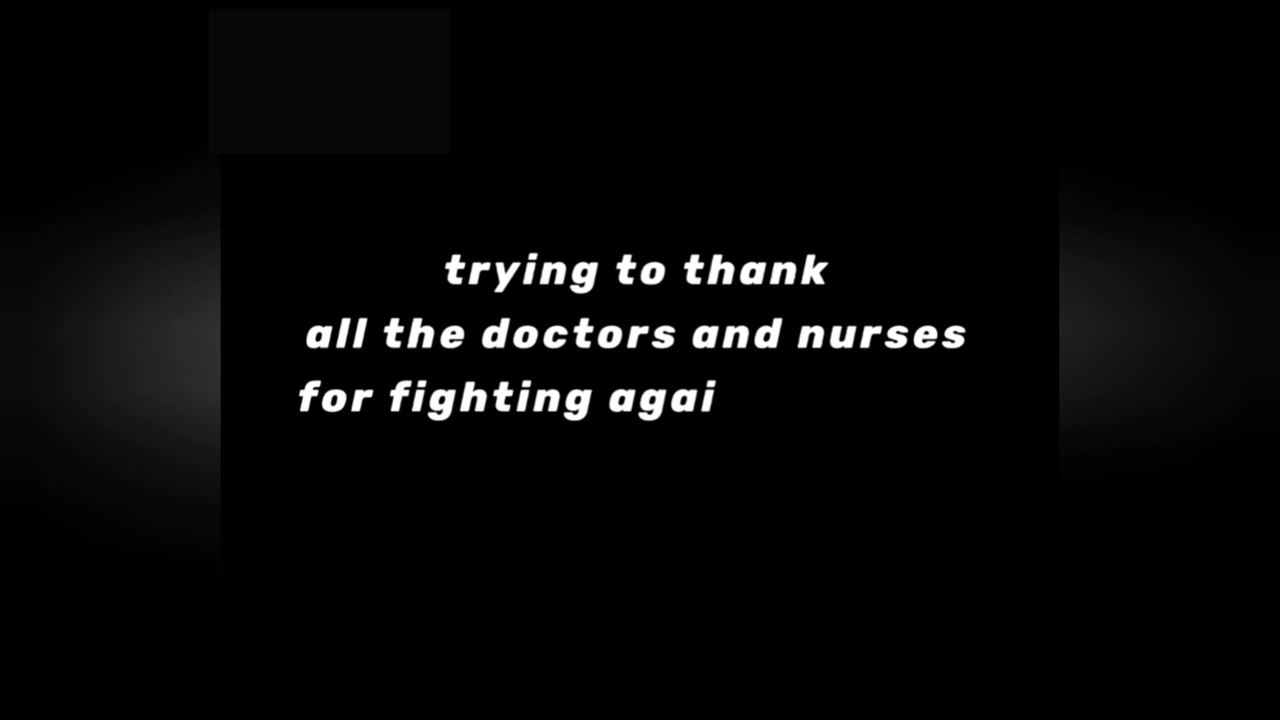 trying to thank
all the doctors and nurses
for fighting agai